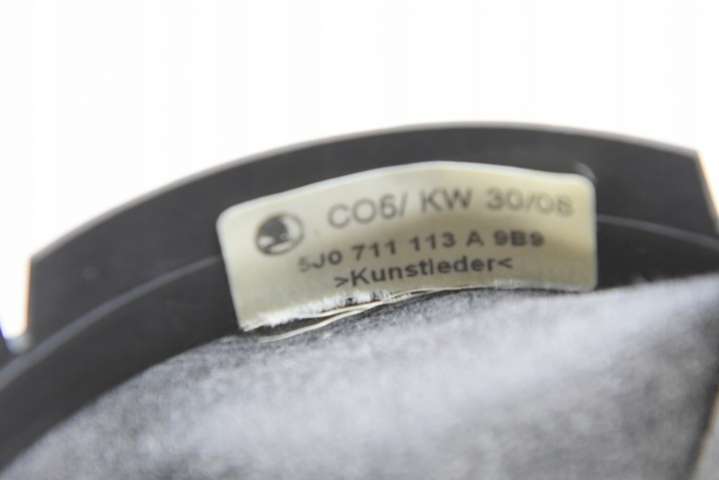 CO6/ KW 30/08
5J0 711 113 A 9B9
>Kunstleder<